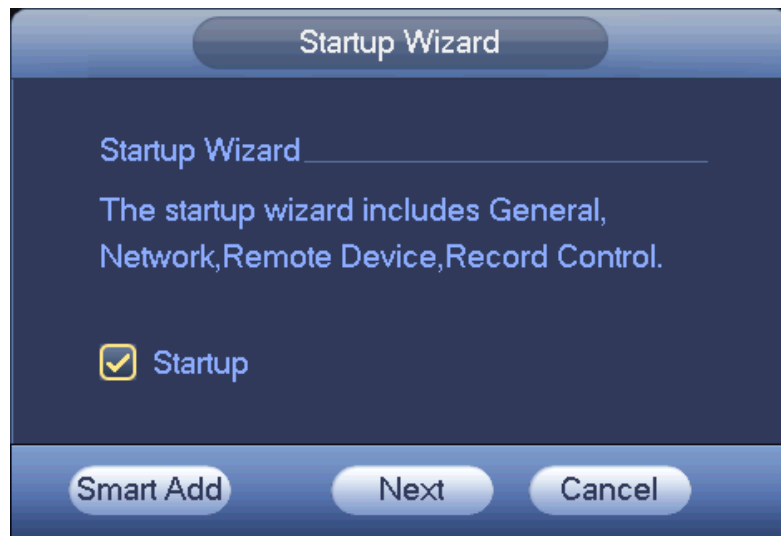 Startup Wizard
Startup Wizard
The startup wizard includes General,
Network,Remote Device,Record Control.
Startup
Smart Add Next Cancel